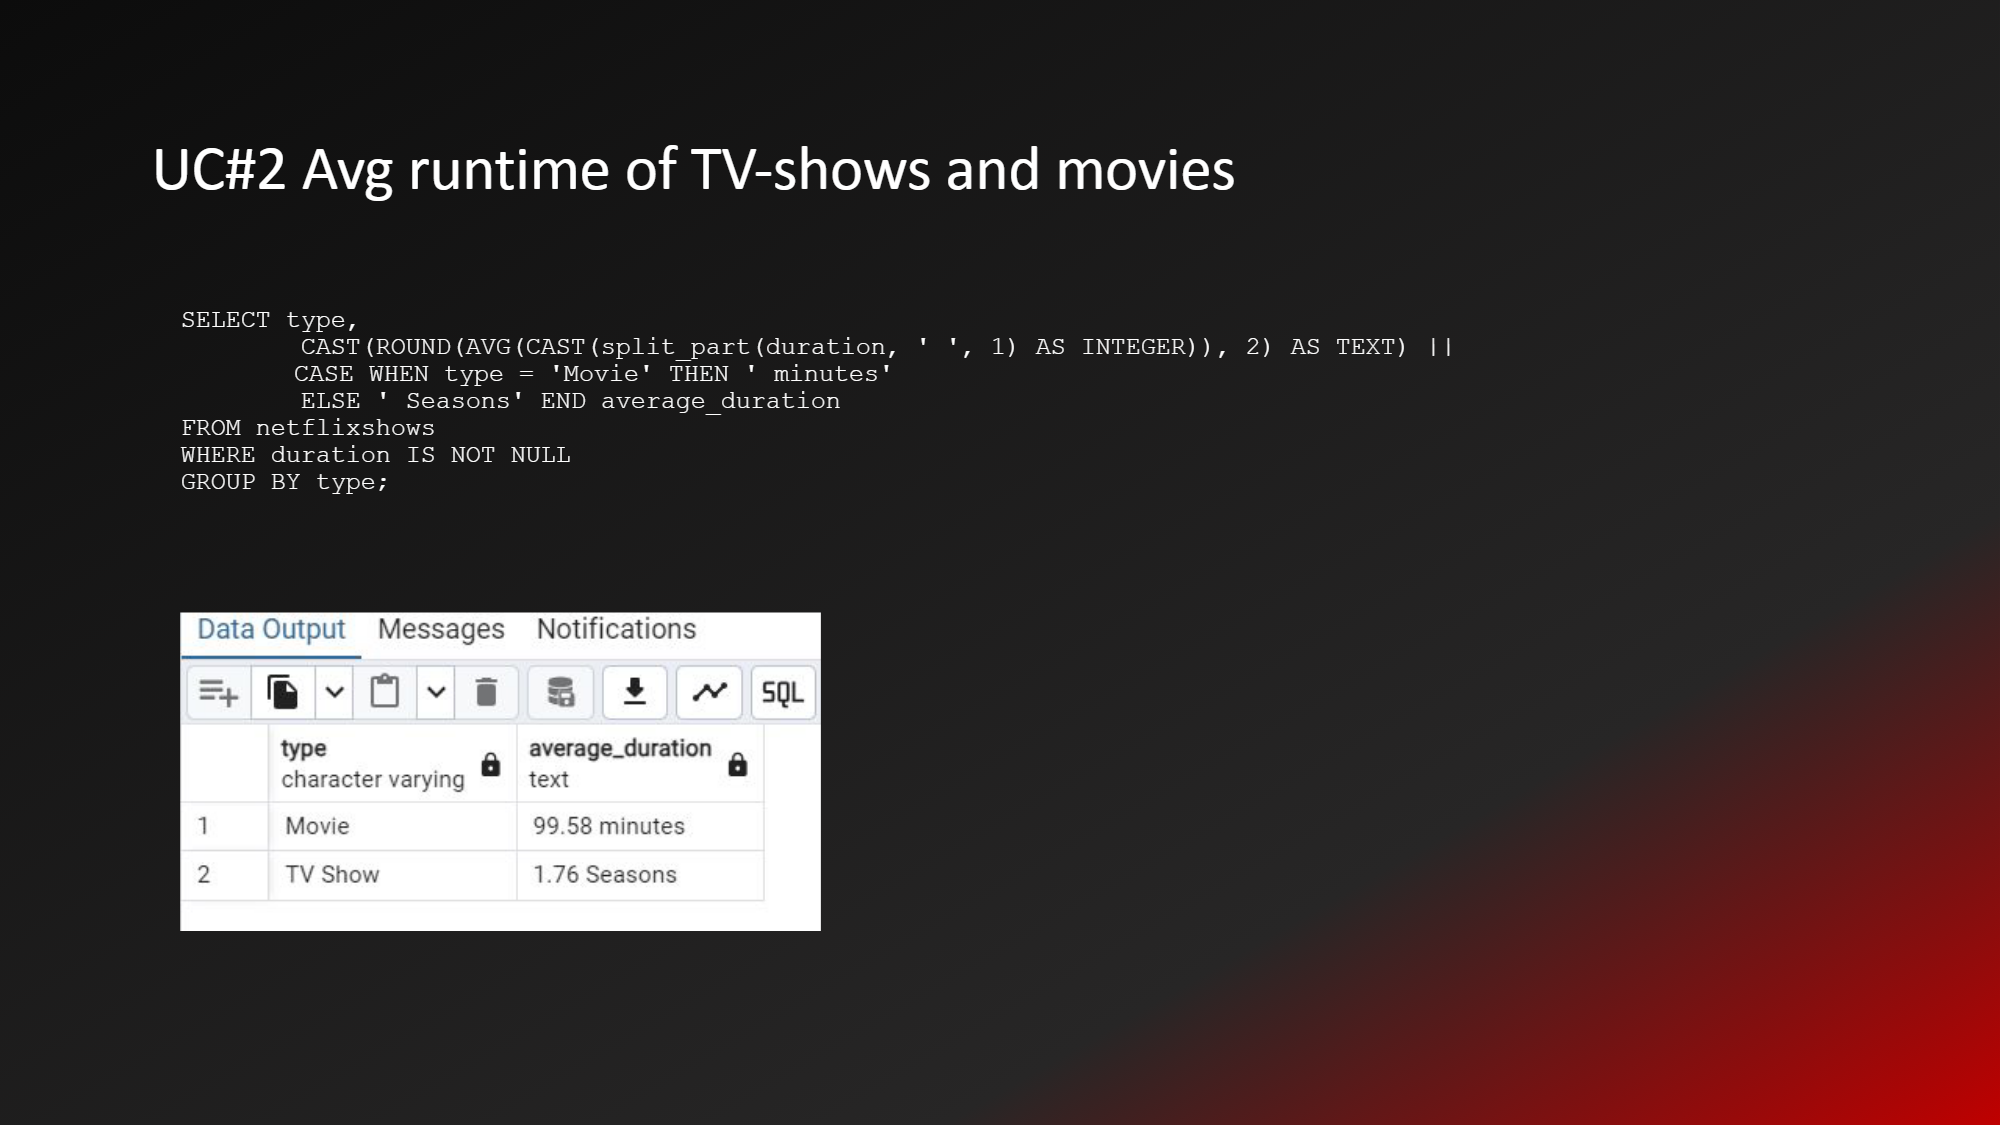 UC#2 Avg runtime of TV-shows and movies
SELECT type,
CAST(ROUND(AVG(CAST(split_part(duration, ' ', 1) AS INTEGER)), 2) AS TEXT) ||
CASE WHEN type = 'Movie' THEN ' minutes'
ELSE ' Seasons' END average_duration
FROM netflixshows
WHERE duration IS NOT NULL
GROUP BY type;
Data Output Messages Notifications
SQL
type average_duration
character varying text
1 Movie 99.58 minutes
2 TV Show 1.76 Seasons